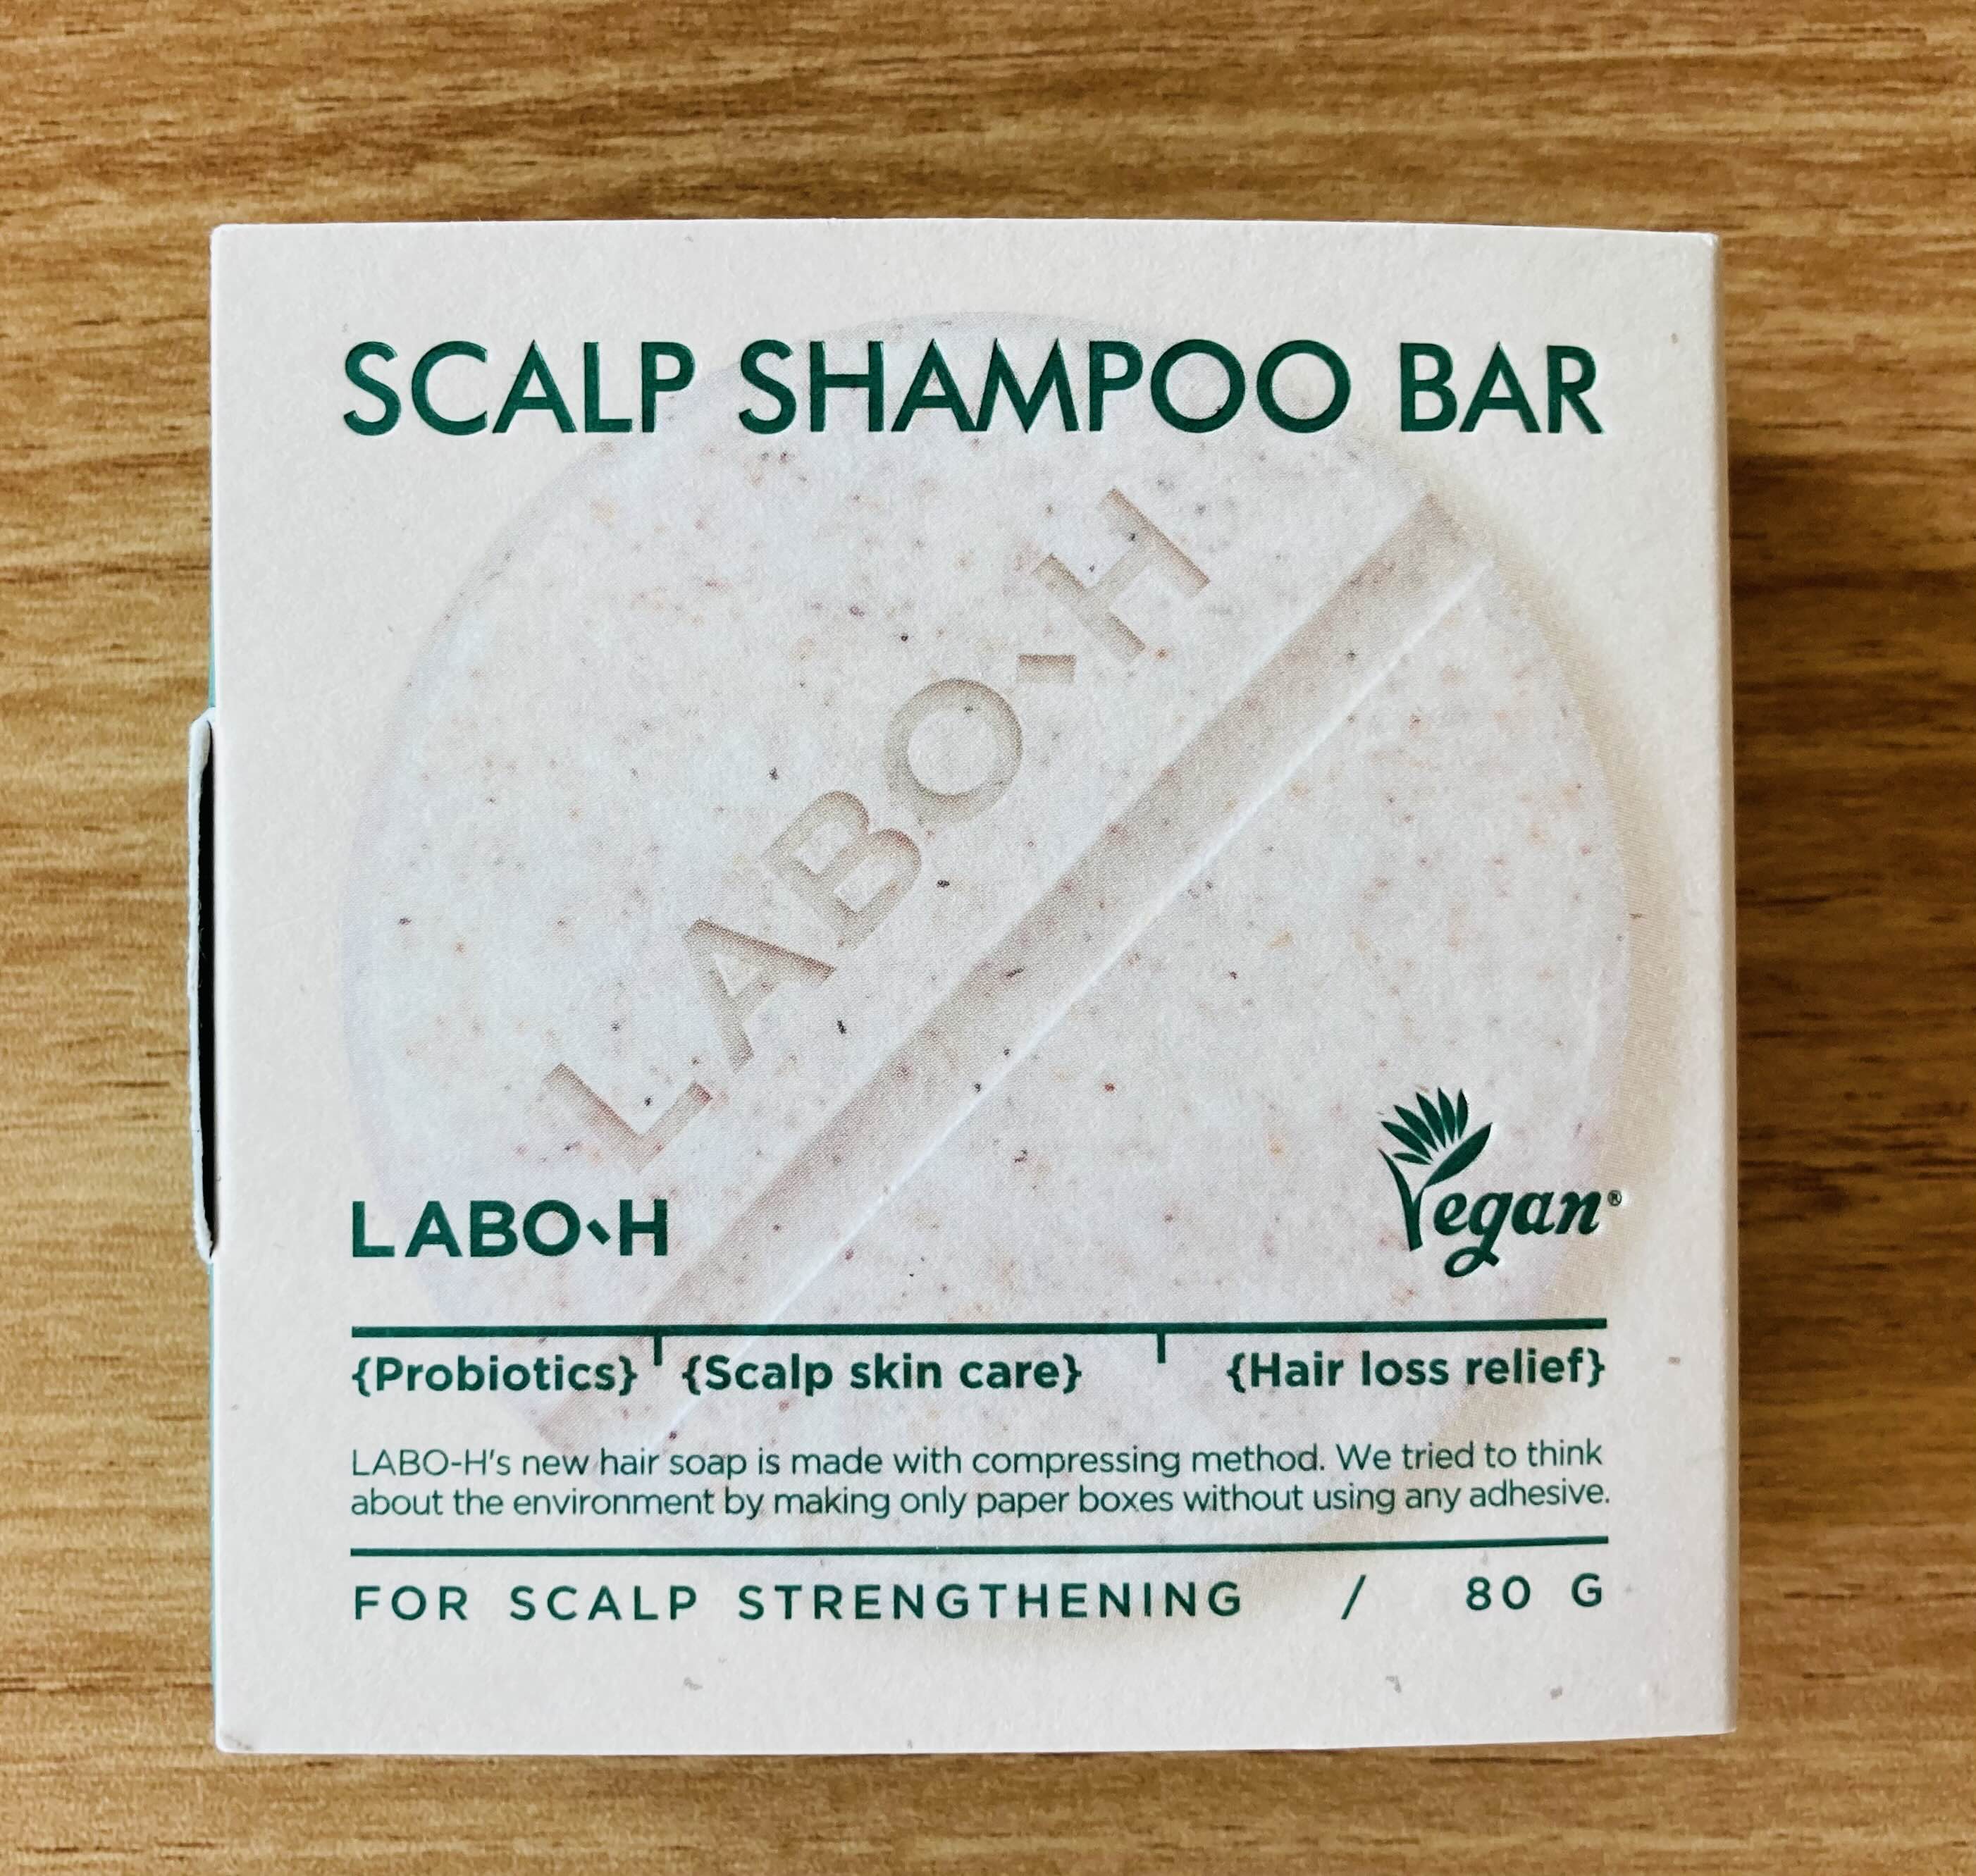 SCALP SHAMPOO BAR
LABO-H
LABO-H
Vegan®
{Probiotics} {Scalp skin care} {Hair loss relief}
LABO-H's new hair soap is made with compressing method. We tried to think
about the environment by making only paper boxes without using any adhesive.
FOR SCALP STRENGTHENING / 80 G